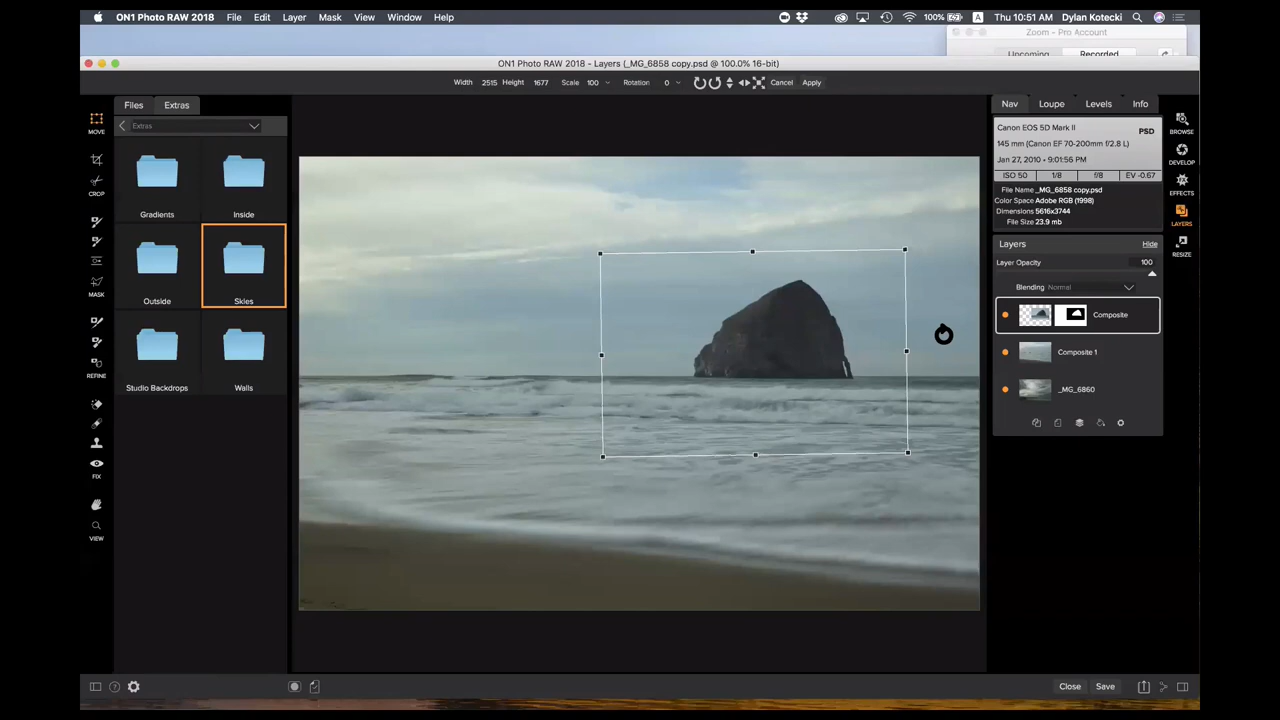 ON1 Photo RAW 2018 File Edit Layer Mask View Window Help 100% A Thu 10:51 AM Dylan Kotecki
Zoom - Pro Account
Upcoming Recorded
ON1 Photo RAW 2018 - Layers (_MG_6858 copy.psd @ 100.0% 16-bit)
Width 2515 Height 1677 Scale 100 Rotation 0 Cancel Apply
Files Extras
Extras
Gradients Inside
Outside Skies
Studio Backdrops Walls
MOVE
CROP
MASK
REFINE
FIX
VIEW
Nav Loupe Levels Info
Canon EOS 5D Mark II PSD
145 mm (Canon EF 70-200mm f/2.8 L)
Jan 27, 2010 • 9:01:56 PM
ISO 50 1/8 f/8 EV -0.67
File Name _MG_6858 copy.psd
Color Space Adobe RGB (1998)
Dimensions 5616x3744
File Size 23.9 mb
Layers Hide
Layer Opacity 100
Blending Normal
Composite
Composite 1
_MG_6860
BROWSE
DEVELOP
EFFECTS
LAYERS
RESIZE
Close Save